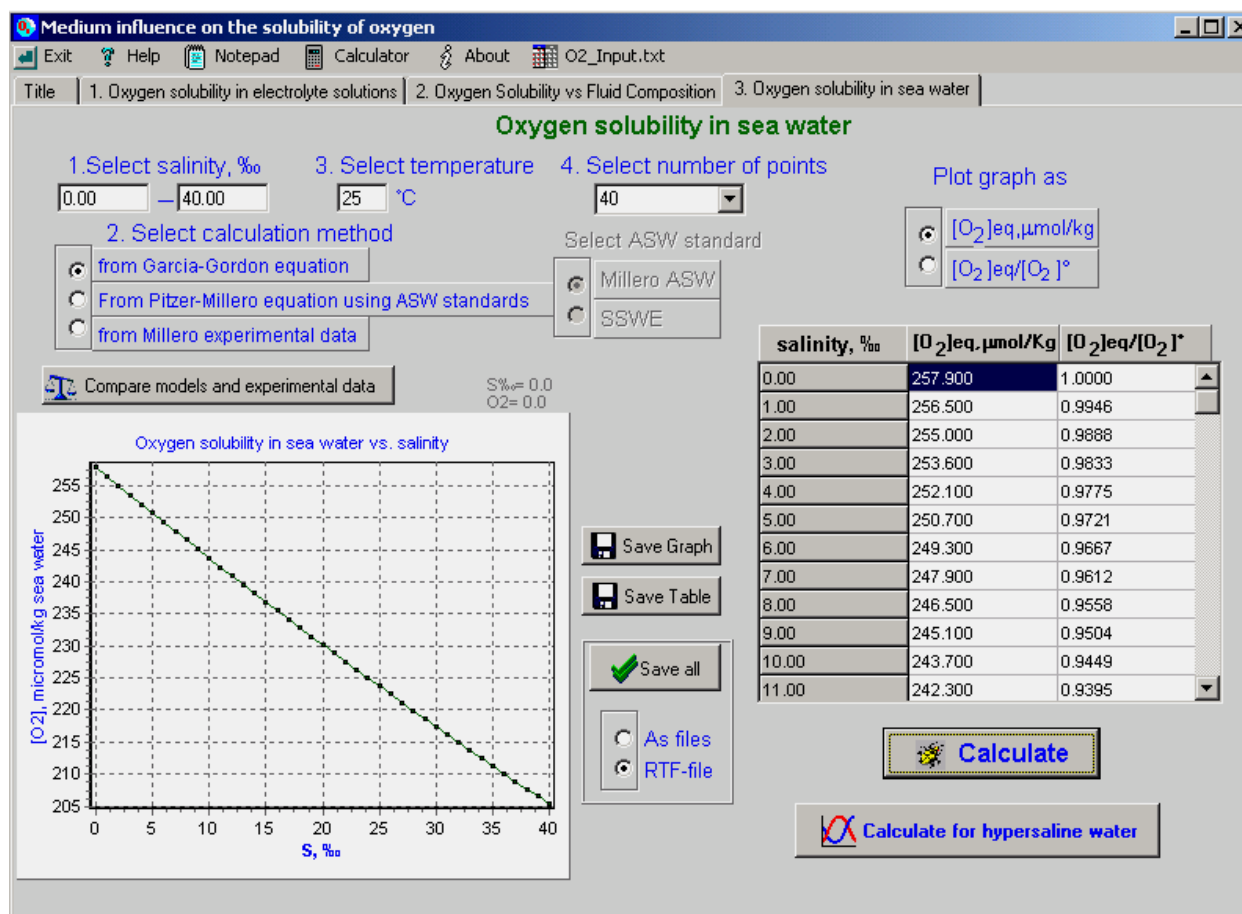 Medium influence on the solubility of oxygen
Exit Help Notepad Calculator About O2_Input.txt
Title 1. Oxygen solubility in electrolyte solutions 2. Oxygen Solubility vs Fluid Composition 3. Oxygen solubility in sea water
Oxygen solubility in sea water
1.Select salinity, ‰ 3. Select temperature 4. Select number of points
0.00 — 40.00 25 °C 40
Plot graph as
[O2]eq,µmol/kg
[O2]eq/[O2]°
2. Select calculation method
from Garcia-Gordon equation
From Pitzer-Millero equation using ASW standards
from Millero experimental data
Select ASW standard
Millero ASW
SSWE
Compare models and experimental data
S‰= 0.0
O2= 0.0
salinity, ‰ [O2]eq,µmol/Kg [O2]eq/[O2]°
0.00 257.900 1.0000
1.00 256.500 0.9946
2.00 255.000 0.9888
3.00 253.600 0.9833
4.00 252.100 0.9775
5.00 250.700 0.9721
6.00 249.300 0.9667
7.00 247.900 0.9612
8.00 246.500 0.9558
9.00 245.100 0.9504
10.00 243.700 0.9449
11.00 242.300 0.9395
Oxygen solubility in sea water vs. salinity
[O2], micromol/kg sea water
255
250
245
240
235
230
225
220
215
210
205
0 5 10 15 20 25 30 35 40
S, ‰
Save Graph
Save Table
Save all
As files
RTF-file
Calculate
Calculate for hypersaline water